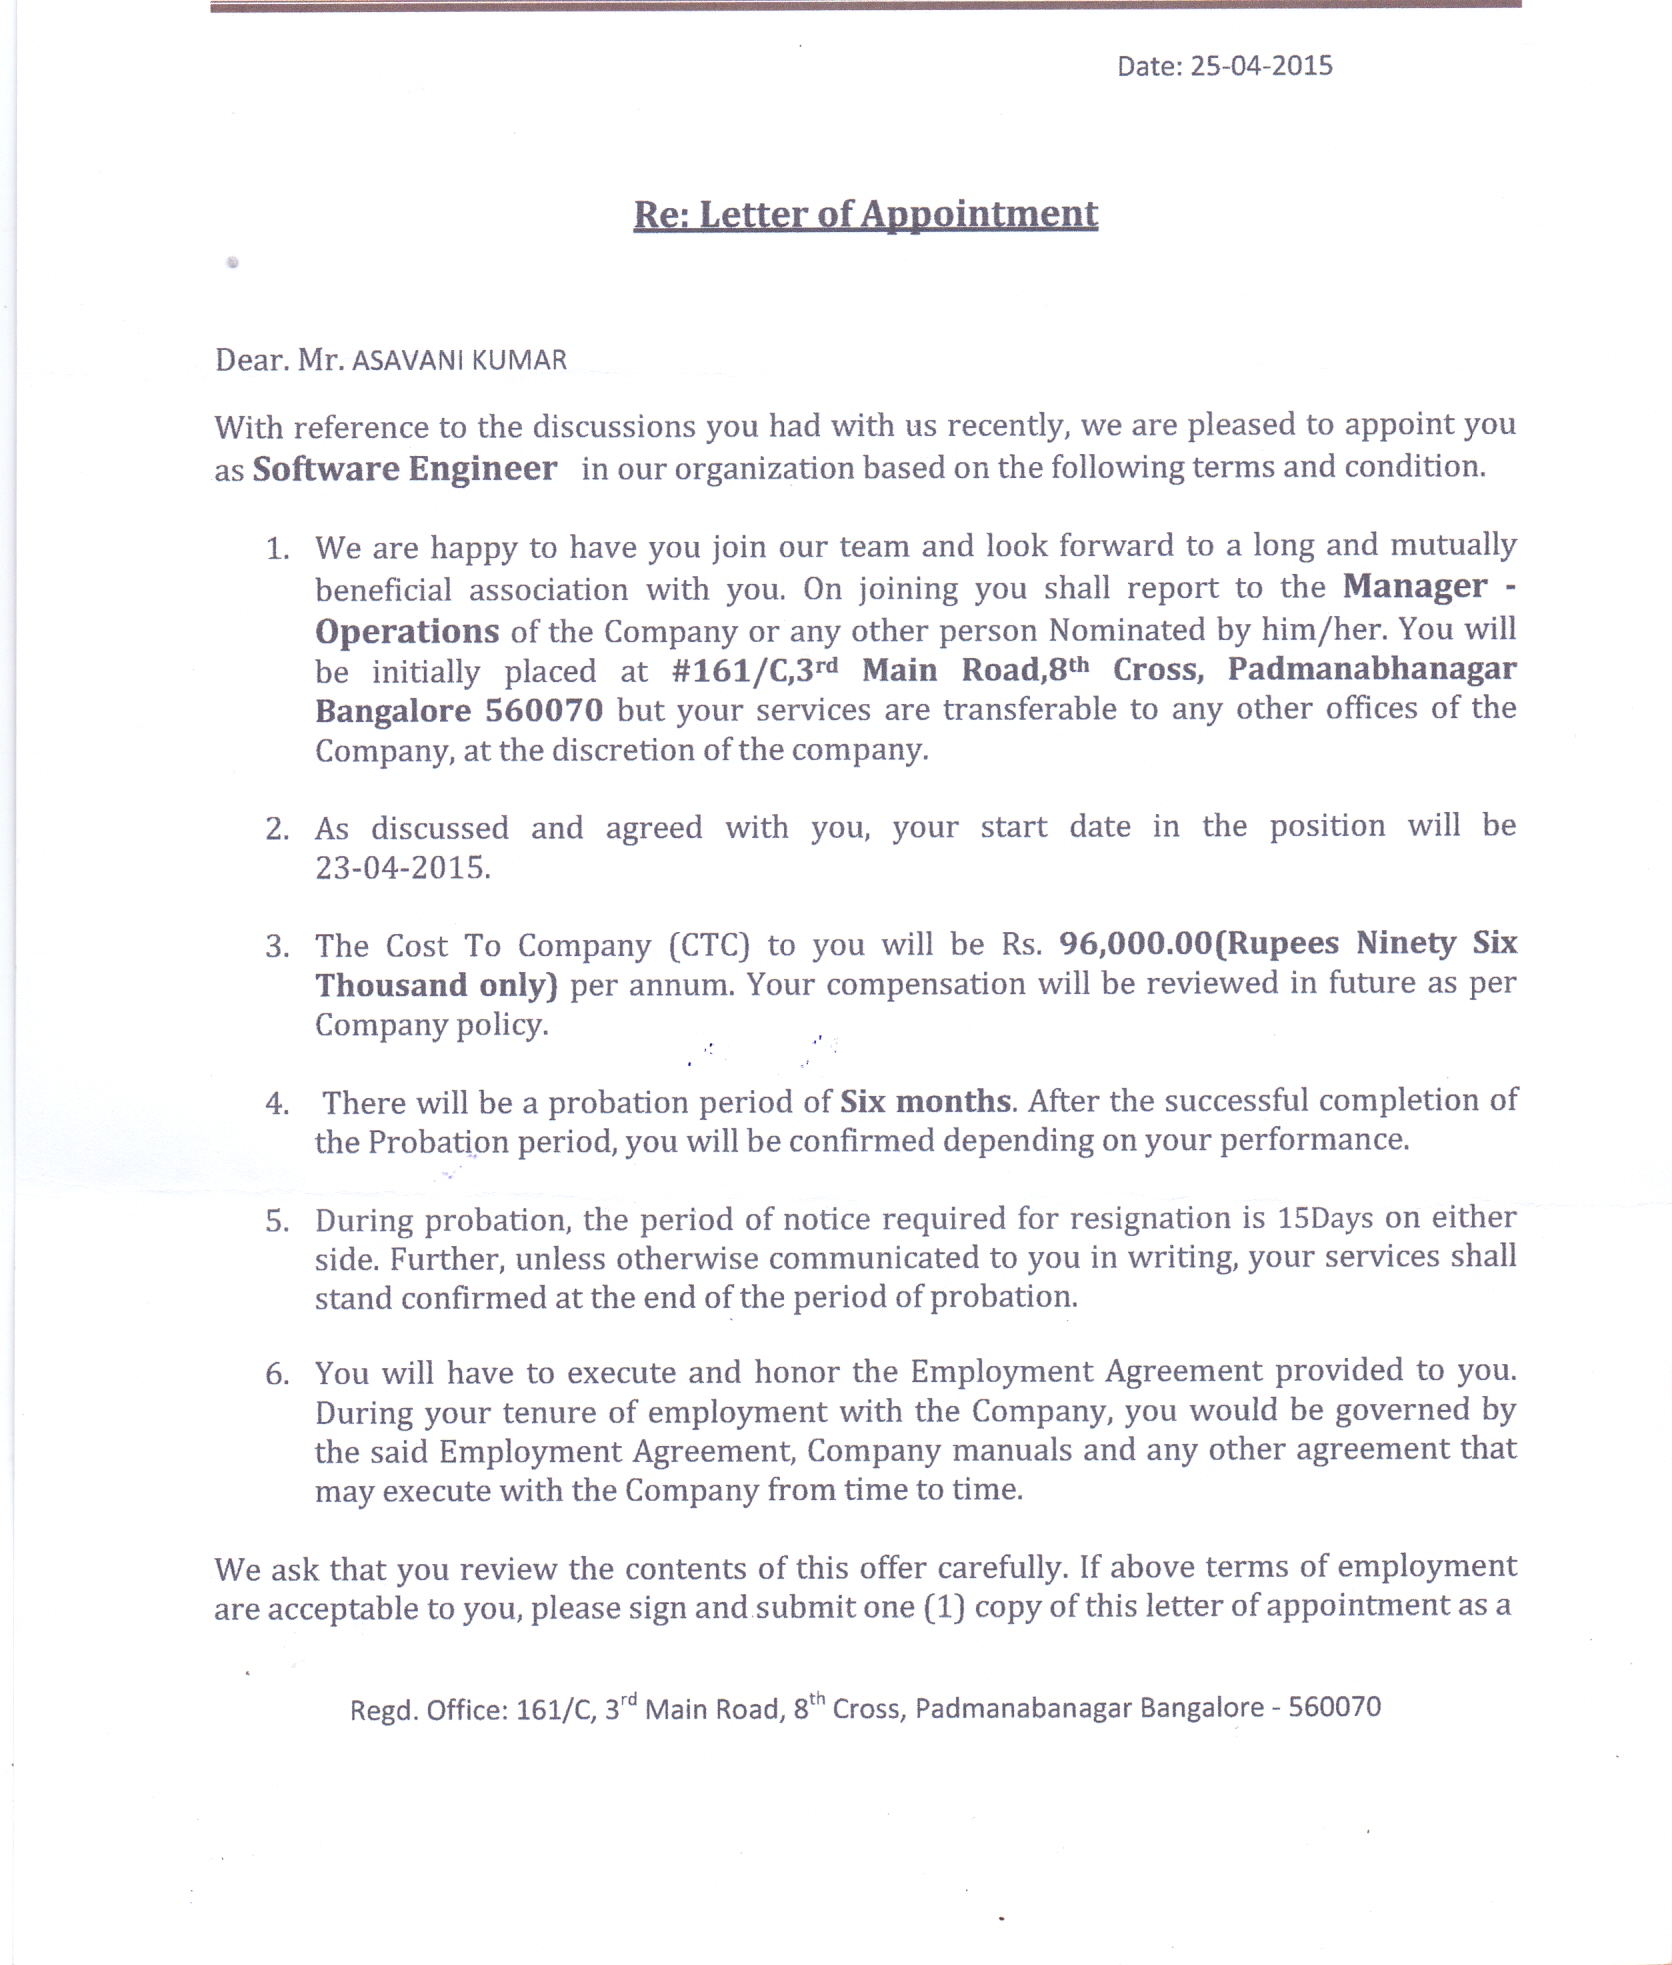 Date: 25-04-2015
Re: Letter of Appointment
Dear. Mr. ASAVANI KUMAR
With reference to the discussions you had with us recently, we are pleased to appoint you
as Software Engineer in our organization based on the following terms and condition.
1. We are happy to have you join our team and look forward to a long and mutually
beneficial association with you. On joining you shall report to the Manager -
Operations of the Company or any other person Nominated by him/her. You will
be initially placed at #161/C,3rd Main Road,8th Cross, Padmanabhanagar
Bangalore 560070 but your services are transferable to any other offices of the
Company, at the discretion of the company.
2. As discussed and agreed with you, your start date in the position will be
23-04-2015.
3. The Cost To Company (CTC) to you will be Rs. 96,000.00(Rupees Ninety Six
Thousand only) per annum. Your compensation will be reviewed in future as per
Company policy.
4. There will be a probation period of Six months. After the successful completion of
the Probation period, you will be confirmed depending on your performance.
5. During probation, the period of notice required for resignation is 15Days on either
side. Further, unless otherwise communicated to you in writing, your services shall
stand confirmed at the end of the period of probation.
6. You will have to execute and honor the Employment Agreement provided to you.
During your tenure of employment with the Company, you would be governed by
the said Employment Agreement, Company manuals and any other agreement that
may execute with the Company from time to time.
We ask that you review the contents of this offer carefully. If above terms of employment
are acceptable to you, please sign and submit one (1) copy of this letter of appointment as a
Regd. Office: 161/C, 3rd Main Road, 8th Cross, Padmanabanagar Bangalore - 560070